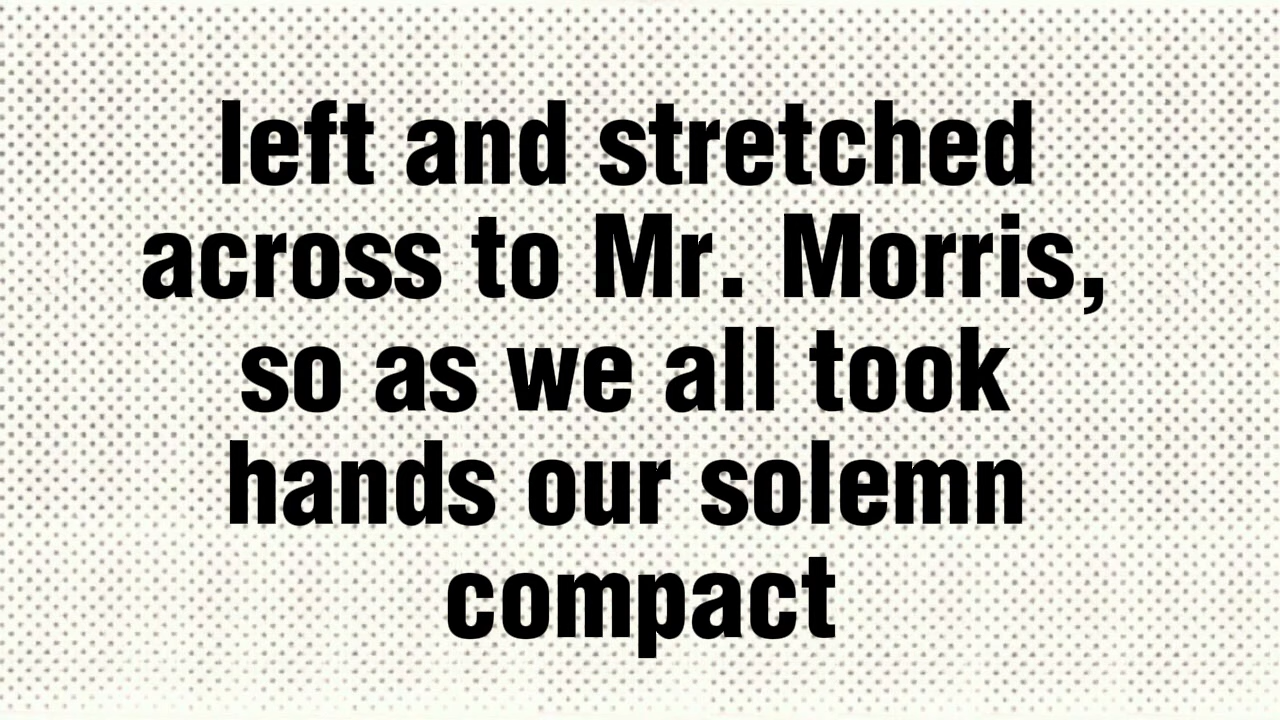 left and stretched
across to Mr. Morris,
so as we all took
hands our solemn
compact